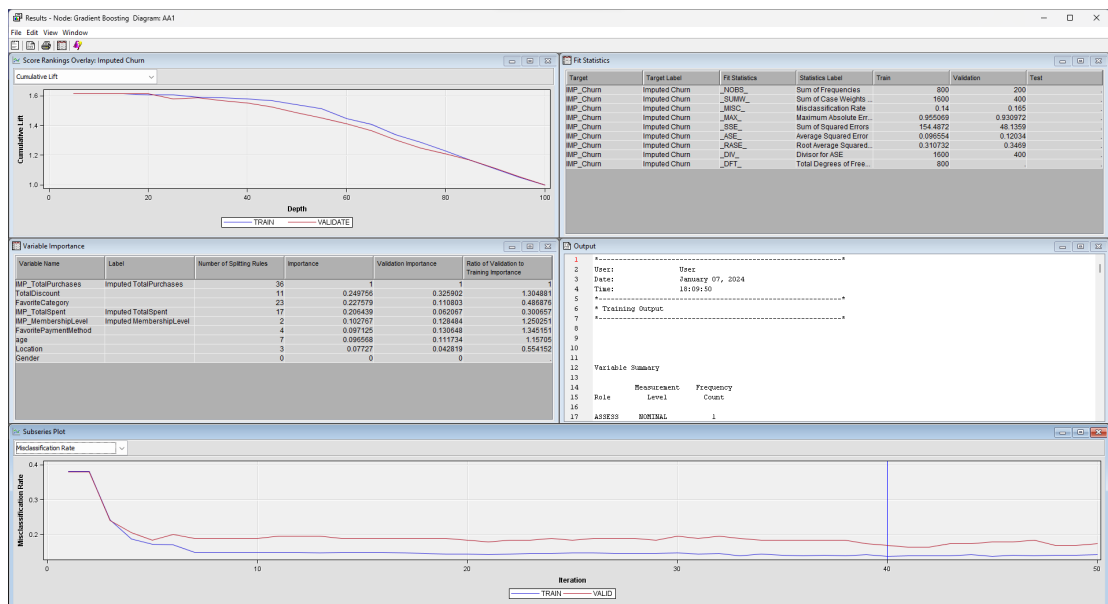 Results - Node: Gradient Boosting Diagram: AA1
File Edit View Window
Score Rankings Overlay: Imputed Churn
Cumulative Lift
Cumulative Lift
1.6
1.4
1.2
1.0
0 20 40 60 80 100
Depth
TRAIN VALIDATE
Fit Statistics
Target Target Label Fit Statistics Statistics Label Train Validation Test
IMP_Churn Imputed Churn _NOBS_ Sum of Frequencies 800 200 .
IMP_Churn Imputed Churn _SUMW_ Sum of Case Weights ... 1600 400 .
IMP_Churn Imputed Churn _MISC_ Misclassification Rate 0.14 0.165 .
IMP_Churn Imputed Churn _MAX_ Maximum Absolute Err... 0.955069 0.930972 .
IMP_Churn Imputed Churn _SSE_ Sum of Squared Errors 154.4872 48.1359 .
IMP_Churn Imputed Churn _ASE_ Average Squared Error 0.096554 0.12034 .
IMP_Churn Imputed Churn _RASE_ Root Average Squared... 0.310732 0.3469 .
IMP_Churn Imputed Churn _DIV_ Divisor for ASE 1600 400 .
IMP_Churn Imputed Churn _DFT_ Total Degrees of Free... 800 . .
Variable Importance
Variable Name Label Number of Splitting Rules Importance Validation Importance Ratio of Validation to Training Importance
IMP_TotalPurchases Imputed TotalPurchases 36 1 1 1
TotalDiscount 11 0.249756 0.325902 1.304881
FavoriteCategory 23 0.227579 0.110803 0.486876
IMP_TotalSpent Imputed TotalSpent 17 0.206439 0.062067 0.300657
IMP_MembershipLevel Imputed MembershipLevel 2 0.102767 0.128484 1.250251
FavoritePaymentMethod 4 0.097125 0.130648 1.345151
age 7 0.096568 0.111734 1.15705
Location 3 0.07727 0.042819 0.554152
Gender 0 0 0 .
Output
1 *------------------------------------------------------------*
2 User: User
3 Date: January 07, 2024
4 Time: 18:09:50
5 *------------------------------------------------------------*
6 * Training Output
7 *------------------------------------------------------------*
8
9
10
11
12 Variable Summary
13
14 Measurement Frequency
15 Role Level Count
16
17 ASSESS NOMINAL 1
Subseries Plot
Misclassification Rate
Misclassification Rate
0.4
0.3
0.2
0 10 20 30 40 50
Iteration
TRAIN VALID